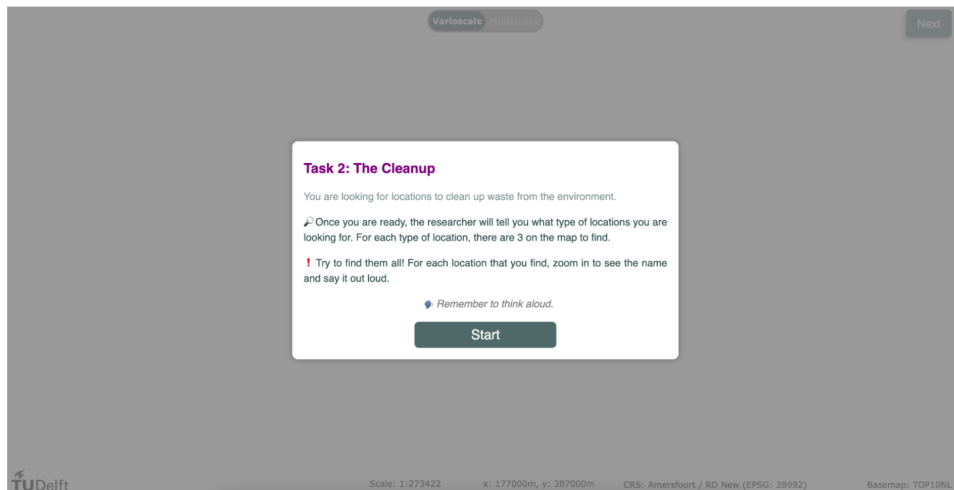 Varioscale Multiscale
Next
Task 2: The Cleanup
You are looking for locations to clean up waste from the environment.
🔎Once you are ready, the researcher will tell you what type of locations you are
looking for. For each type of location, there are 3 on the map to find.
❗ Try to find them all! For each location that you find, zoom in to see the name
and say it out loud.
🗣️ Remember to think aloud.
Start
TUDelft
Scale: 1:273422
x: 177000m, y: 387000m
CRS: Amersfoort / RD New (EPSG: 28992)
Basemap: TOP10NL